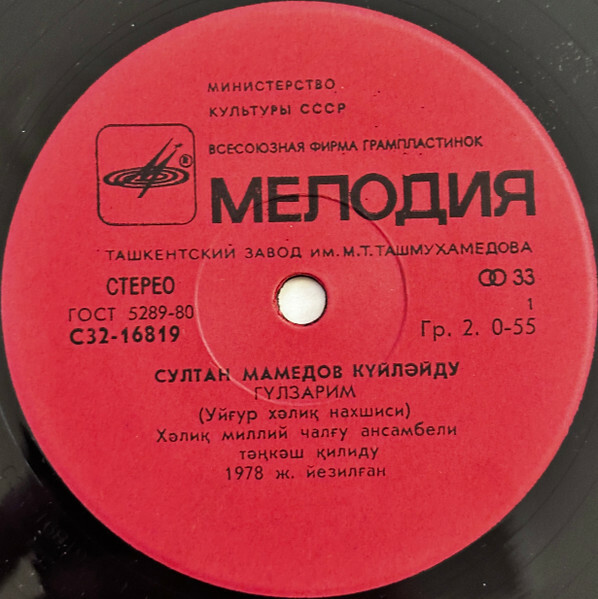 МИНИСТЕРСТВО
КУЛЬТУРЫ СССР
ВСЕСОЮЗНАЯ ФИРМА ГРАМПЛАСТИНОК
®
МЕЛОДИЯ
ТАШКЕНТСКИЙ ЗАВОД ИМ. М. Т. ТАШМУХАМЕДОВА
СТЕРЕО
33
ГОСТ 5289-80
1
С32-16819
Гр. 2. 0-55
СУЛТАН МАМЕДОВ КҮЙЛӘЙДУ
ГҮЛЗАРИМ
(Уйғур хәлиқ нахшиси)
Хәлиқ миллий чалғу ансамбели
тәңкәш қилиду
1978 ж. йезилған